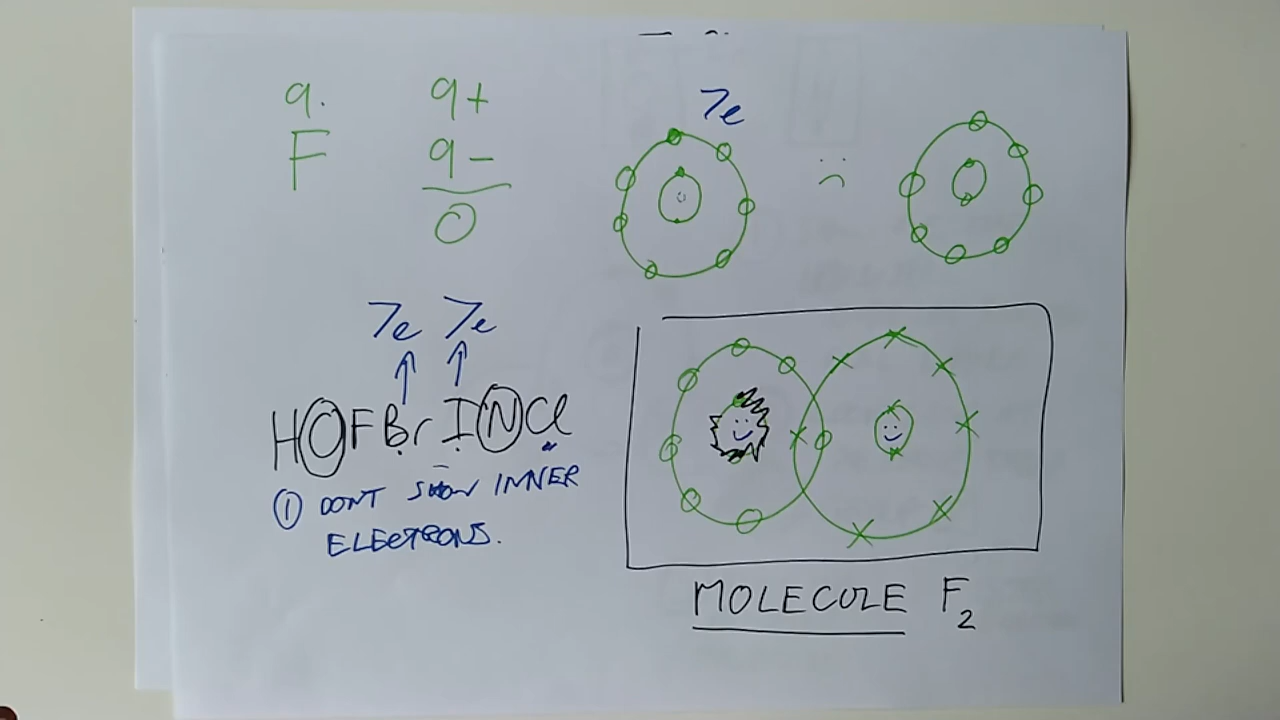 9.
F
9+
9-
0
7e
7e 7e
HOFBrINCl
① DONT SHOW INNER
ELECTRONS.
MOLECULE F2